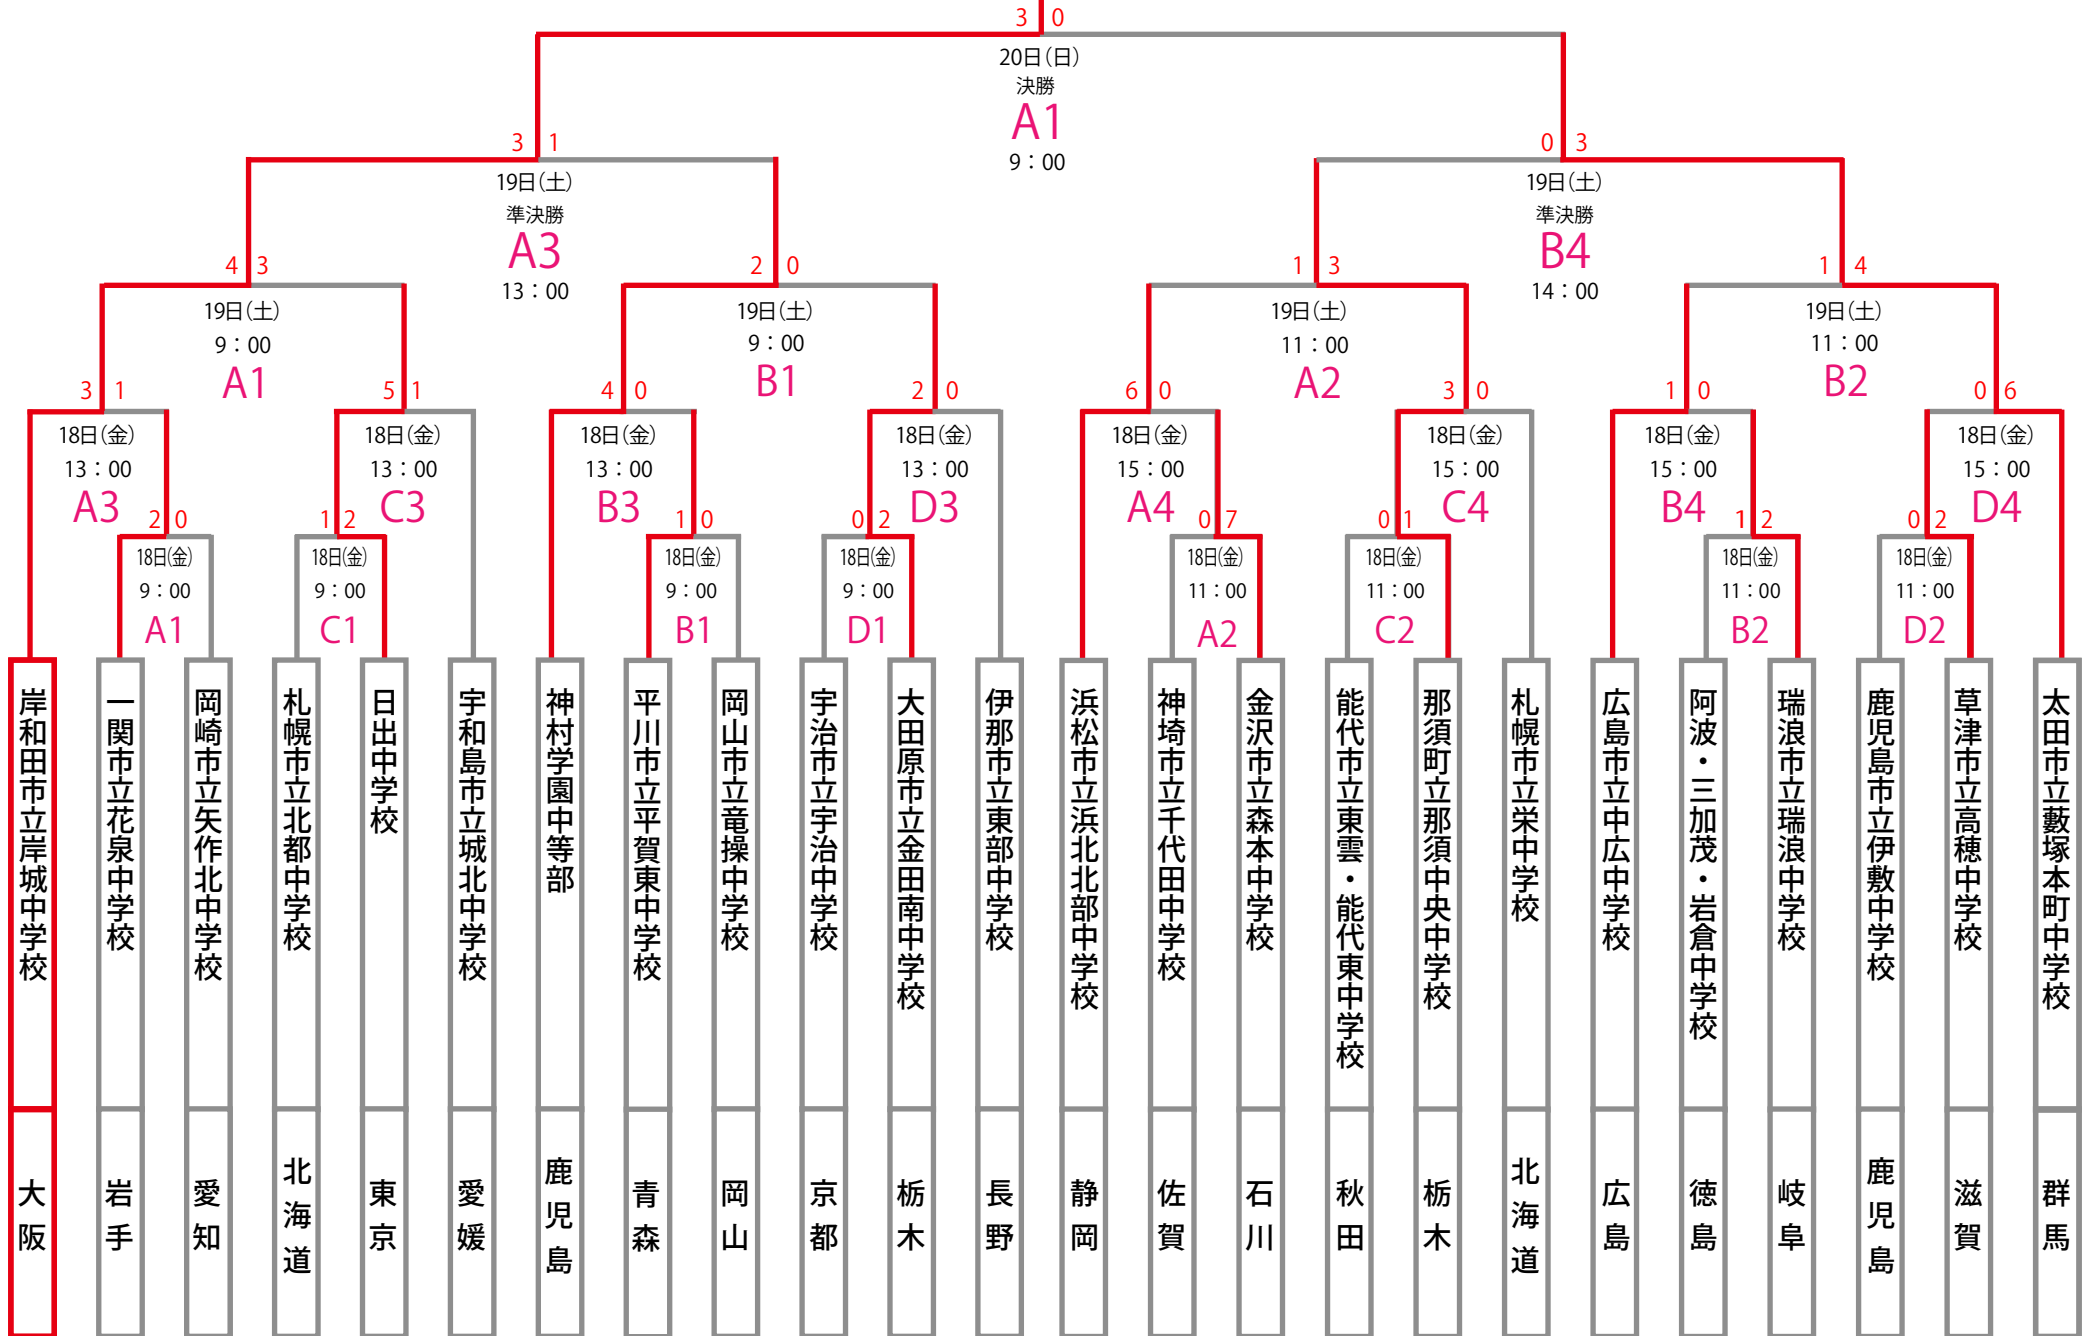 3 0
20日(日)
決勝
A1
9：00
3 1
0 3
19日(土)
準決勝
A3
13：00
19日(土)
準決勝
B4
14：00
4 3
2 0
1 3
1 4
19日(土)
9：00
A1
19日(土)
9：00
B1
19日(土)
11：00
A2
19日(土)
11：00
B2
3 1
5 1
4 0
2 0
6 0
3 0
1 0
0 6
18日(金)
13：00
A3
18日(金)
13：00
C3
18日(金)
13：00
B3
18日(金)
13：00
D3
18日(金)
15：00
A4
18日(金)
15：00
C4
18日(金)
15：00
B4
18日(金)
15：00
D4
2 0
1 2
1 0
0 2
0 7
0 1
1 2
0 2
18日(金)
9：00
A1
18日(金)
9：00
C1
18日(金)
9：00
B1
18日(金)
9：00
D1
18日(金)
11：00
A2
18日(金)
11：00
C2
18日(金)
11：00
B2
18日(金)
11：00
D2
岸和田市立岸城中学校
大阪
一関市立花泉中学校
岩手
岡崎市立矢作北中学校
愛知
札幌市立北都中学校
北海道
日出中学校
東京
宇和島市立城北中学校
愛媛
神村学園中等部
鹿児島
平川市立平賀東中学校
青森
岡山市立竜操中学校
岡山
宇治市立宇治中学校
京都
大田原市立金田南中学校
栃木
伊那市立東部中学校
長野
浜松市立浜北北部中学校
静岡
神埼市立千代田中学校
佐賀
金沢市立森本中学校
石川
能代市立東雲・能代東中学校
秋田
那須町立那須中央中学校
栃木
札幌市立栄中学校
北海道
広島市立中広中学校
広島
阿波・三加茂・岩倉中学校
徳島
瑞浪市立瑞浪中学校
岐阜
鹿児島市立伊敷中学校
鹿児島
草津市立高穂中学校
滋賀
太田市立藪塚本町中学校
群馬